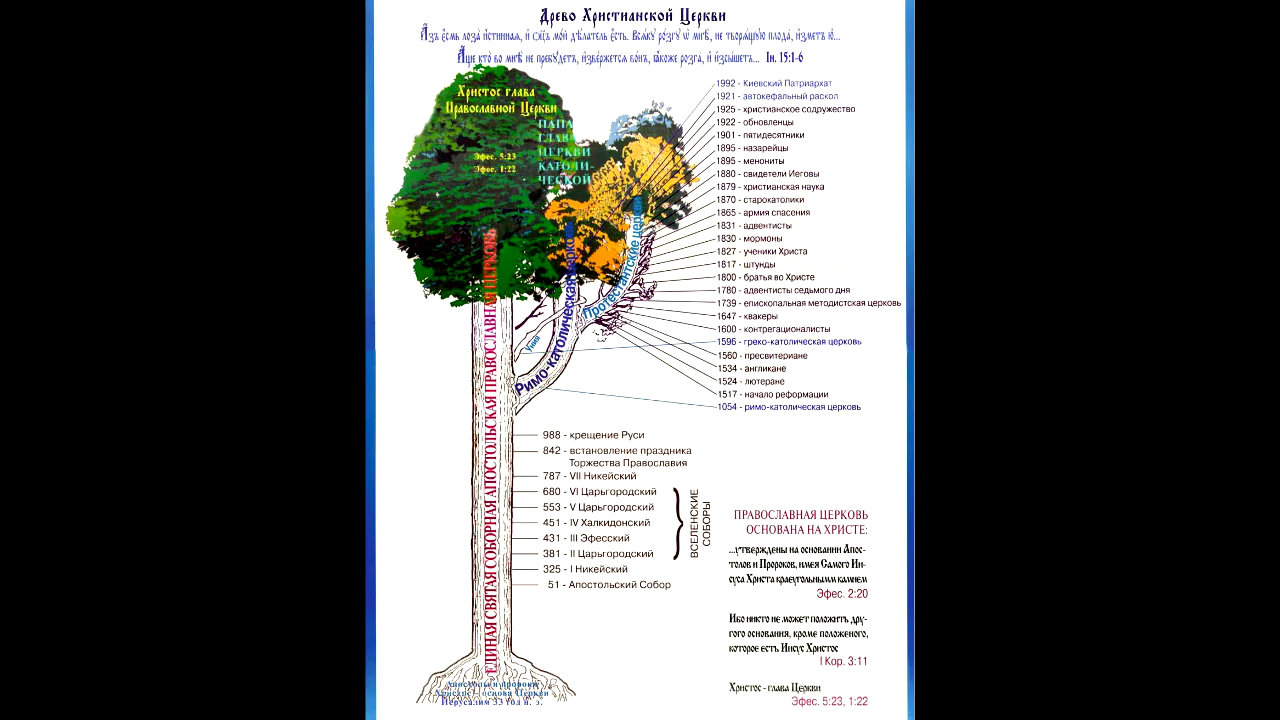 Древо Христианской Церкви
Азъ есмь лоза истинная, и оц҃ъ мой дѣлатель есть. Всяку розгу ѡ мнѣ, не творящую плода, изметъ ю...
Аще кто во мнѣ не пребудетъ, извержется вонъ, ꙗкоже розга, и изсышетъ... Ін. 15:1-6
Христос глава
Православной Церкви
Эфес. 5:23
Эфес. 1:22
ПАПА
ГЛАВА
ЦЕРКВИ
КАТОЛИ-
ЧЕСКОЙ
1992 - Киевский Патриархат
1921 - автокефальный раскол
1925 - христианское содружество
1922 - обновленцы
1901 - пятидесятники
1895 - назарейцы
1895 - менониты
1880 - свидетели Иеговы
1879 - христианская наука
1870 - старокатолики
1865 - армия спасения
1831 - адвентисты
1830 - мормоны
1827 - ученики Христа
1817 - штунды
1800 - братья во Христе
1780 - адвентисты седьмого дня
1739 - епископальная методистская церковь
1647 - квакеры
1600 - контрегационалисты
1596 - греко-католическая церковь
1560 - пресвитериане
1534 - англикане
1524 - лютеране
1517 - начало реформации
1054 - римо-католическая церковь
Протестантские церкви
Римо-католическая церковь
Уния
ЕДИНАЯ СВЯТАЯ СОБОРНАЯ АПОСТОЛЬСКАЯ ПРАВОСЛАВНАЯ ЦЕРКОВЬ
988 - крещение Руси
842 - встановление праздника
Торжества Православия
787 - VII Никейский
680 - VI Царьгородский
553 - V Царьгородский
451 - IV Халкидонский
431 - III Эфесский
381 - II Царьгородский
325 - I Никейский
51 - Апостольский Собор
ВСЕЛЕНСКИЕ
СОБОРЫ
Апостолы и пророки
Христос - основа Церкви
Иерусалим 33 год н. э.
ПРАВОСЛАВНАЯ ЦЕРКОВЬ
ОСНОВАНА НА ХРИСТЕ:
...утверждены на основании Апос-
толов и Пророков, имея Самого Ии-
суса Христа краеугольным камнем
Эфес. 2:20
Ибо никто не может положить дру-
гого основания, кроме положеного,
которое есть Иисус Христос
I Кор. 3:11
Христос - глава Церкви
Эфес. 5:23, 1:22